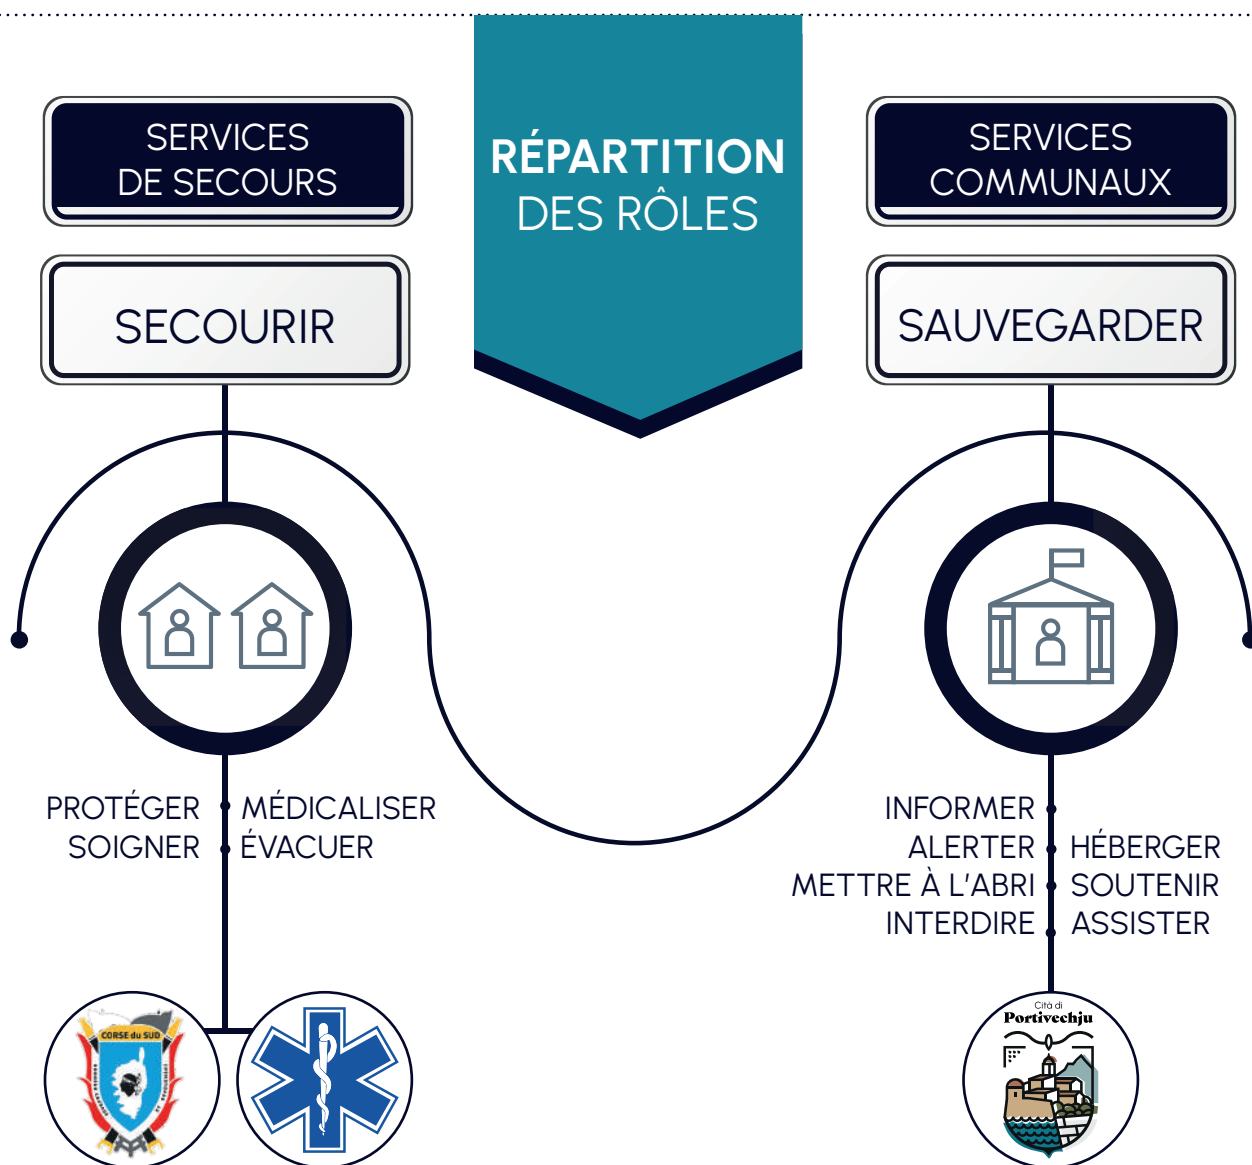 RÉPARTITION
DES RÔLES
SERVICES
DE SECOURS
SECOURIR
PROTÉGER
SOIGNER
MÉDICALISER
ÉVACUER
CORSE du SUD
SERVICES
COMMUNAUX
SAUVEGARDER
INFORMER
ALERTER
METTRE À L'ABRI
INTERDIRE
HÉBERGER
SOUTENIR
ASSISTER
Cità di
Portivechju